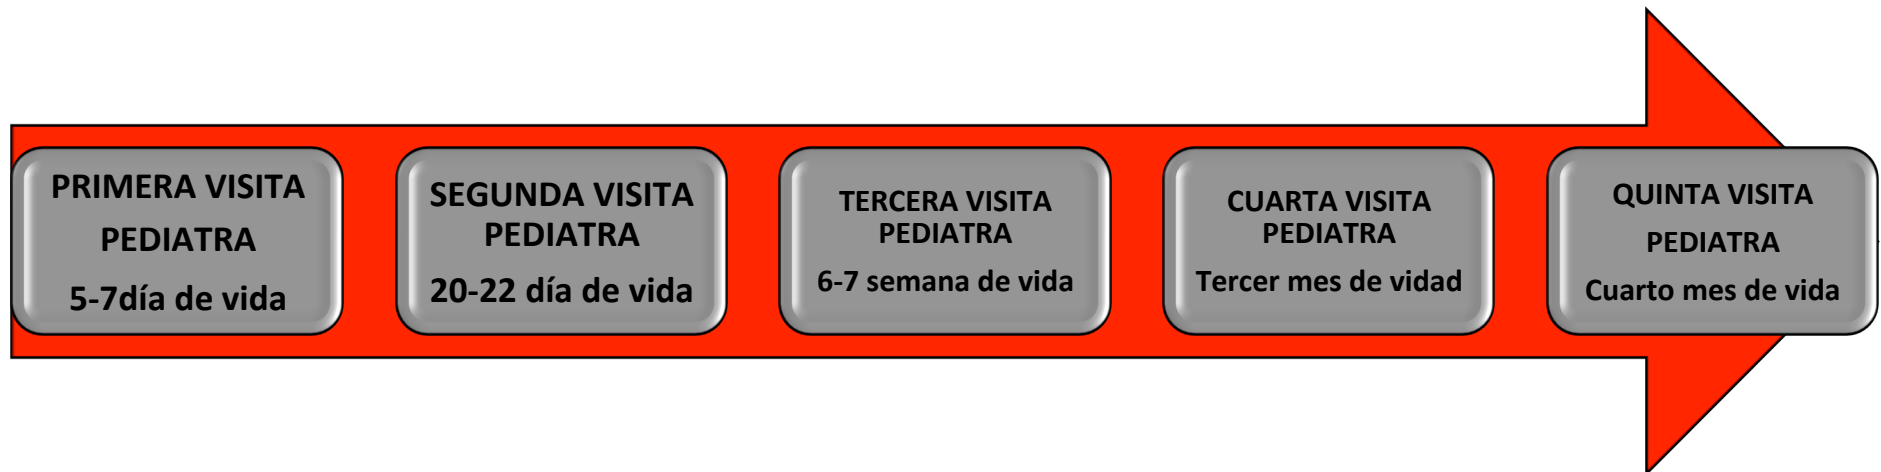 PRIMERA VISITA
PEDIATRA
5-7día de vida
SEGUNDA VISITA
PEDIATRA
20-22 día de vida
TERCERA VISITA
PEDIATRA
6-7 semana de vida
CUARTA VISITA
PEDIATRA
Tercer mes de vidad
QUINTA VISITA
PEDIATRA
Cuarto mes de vida